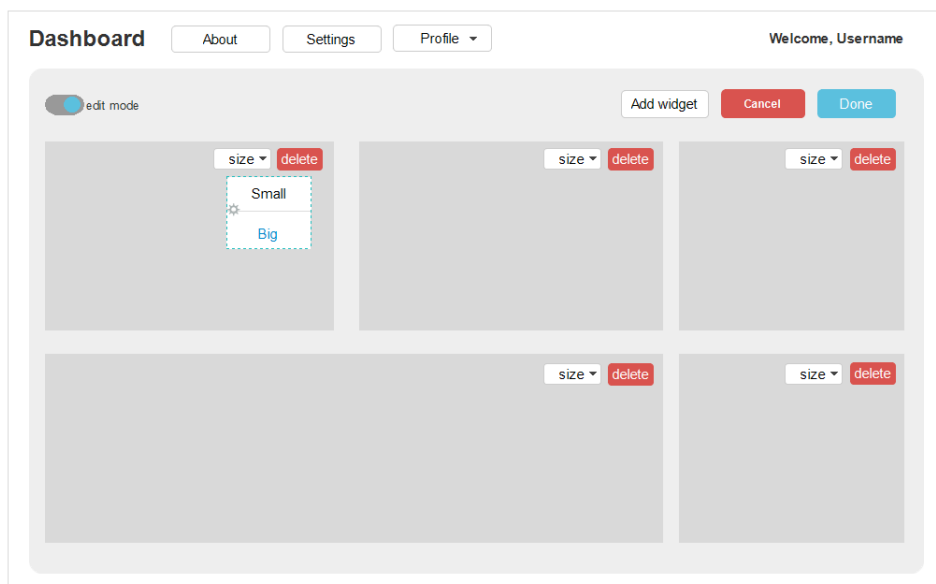 Dashboard About Settings Profile Welcome, Username
edit mode Add widget Cancel Done
size delete size delete size delete
Small
Big
size delete size delete